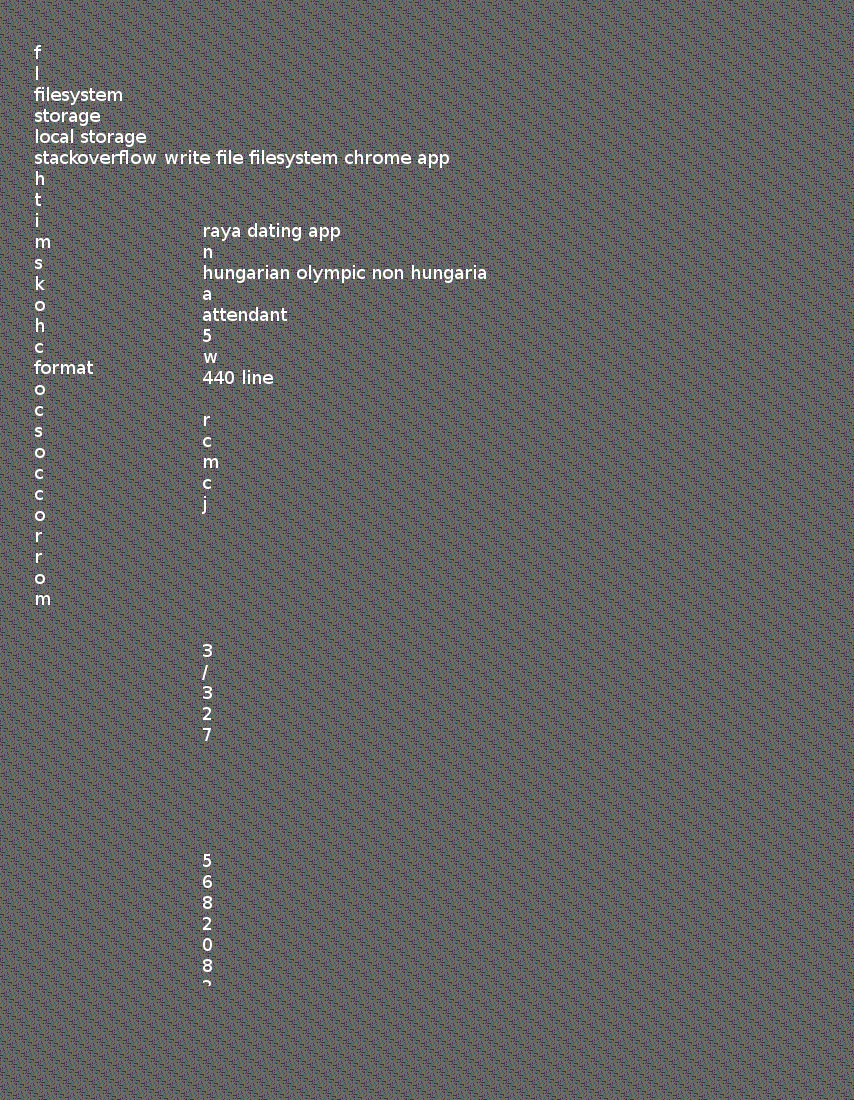 f
l
filesystem
storage
local storage
stackoverflow write file filesystem chrome app
h
t
i
m
s
k
o
h
c
format
o
c
s
o
c
c
o
r
r
o
m
raya dating app
n
hungarian olympic non hungaria
a
attendant
5
w
440 line
r
c
m
c
j
3
/
3
2
7
5
6
8
2
0
8